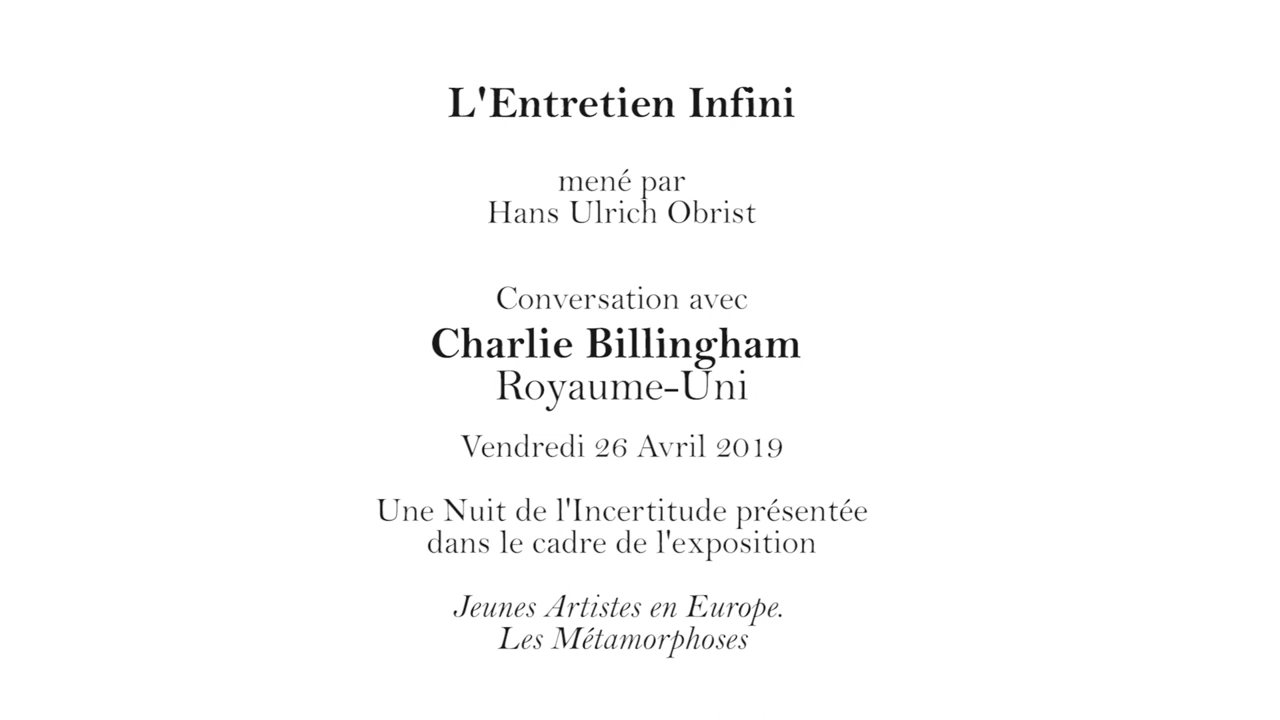 L'Entretien Infini
mené par
Hans Ulrich Obrist
Conversation avec
Charlie Billingham
Royaume-Uni
Vendredi 26 Avril 2019
Une Nuit de l'Incertitude présentée
dans le cadre de l'exposition
Jeunes Artistes en Europe.
Les Métamorphoses